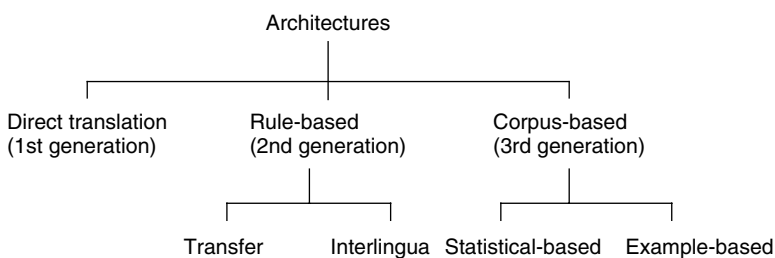 Architectures
Direct translation
(1st generation)
Rule-based
(2nd generation)
Corpus-based
(3rd generation)
Transfer
Interlingua
Statistical-based
Example-based